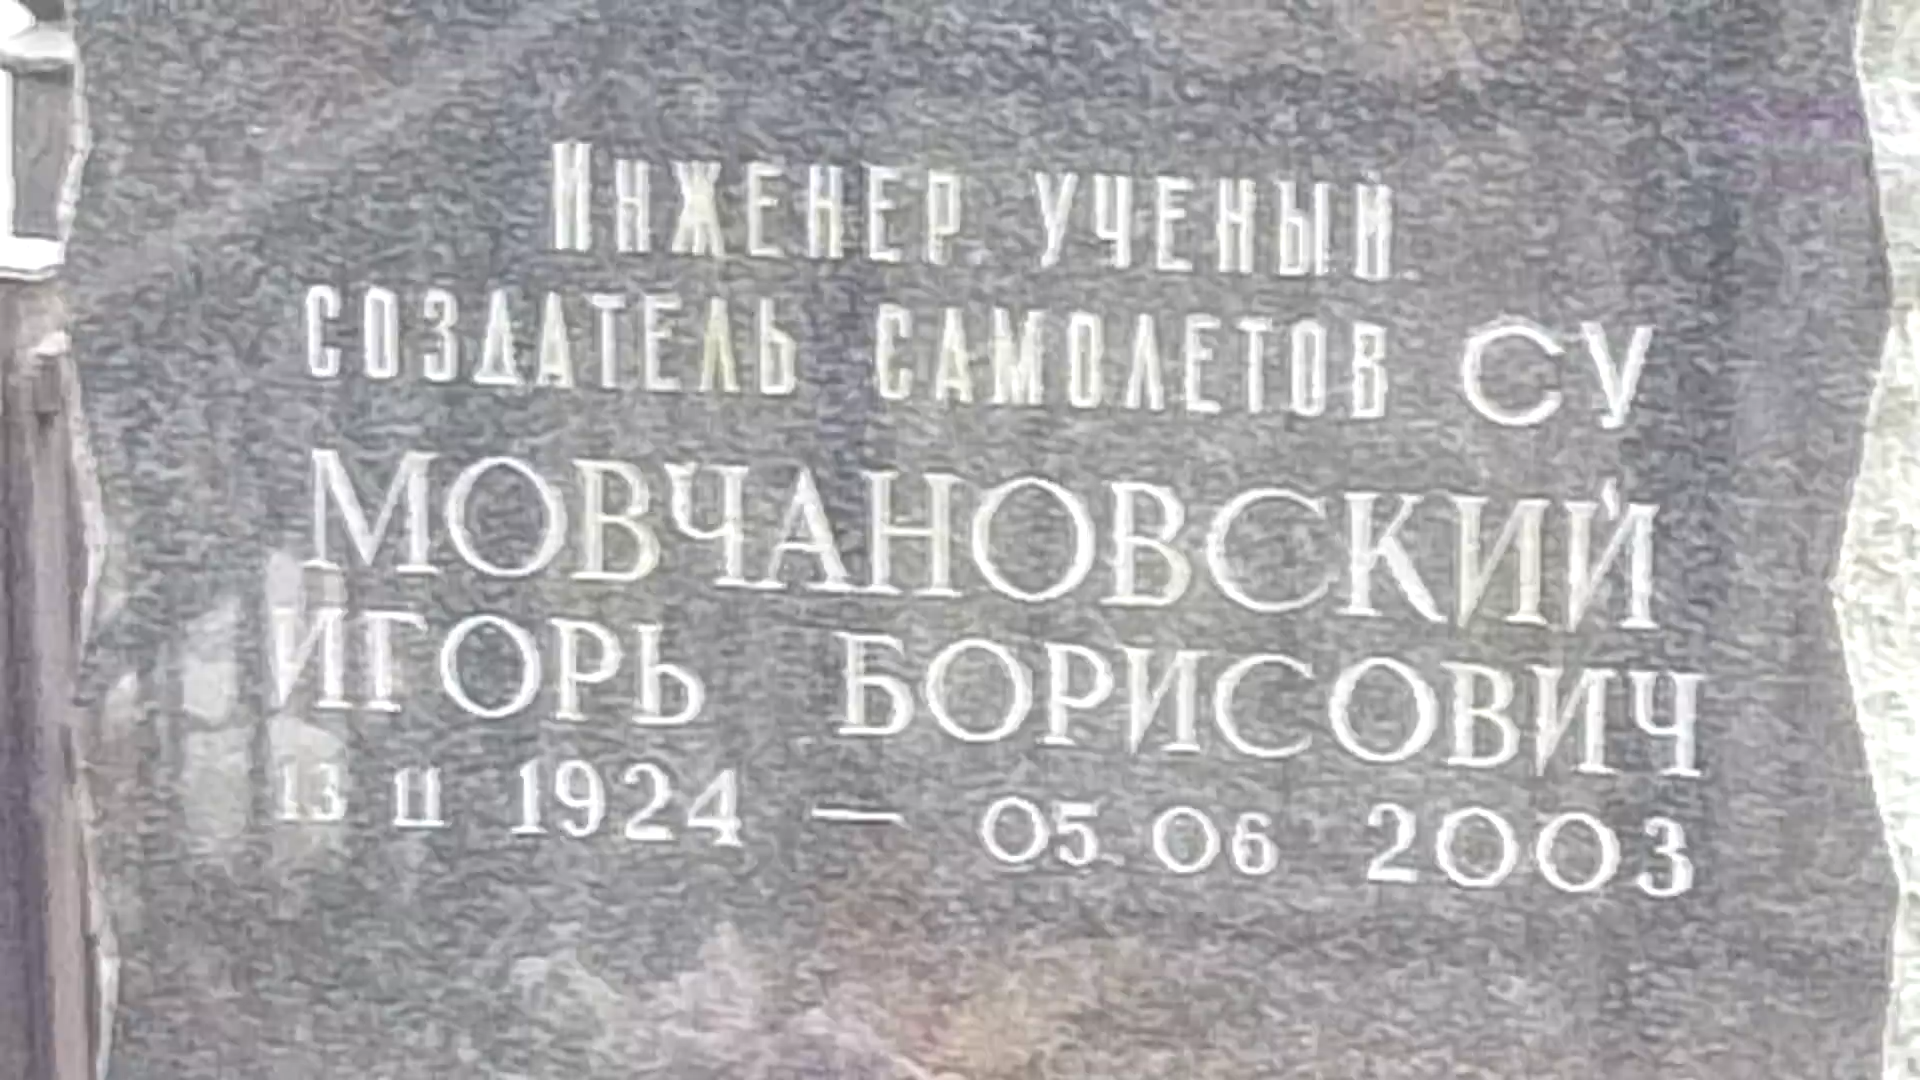 Инженер, ученый
создатель самолетов СУ
МОВЧАНОВСКИЙ
ИГОРЬ БОРИСОВИЧ
13 II 1924 — 05 06 2003